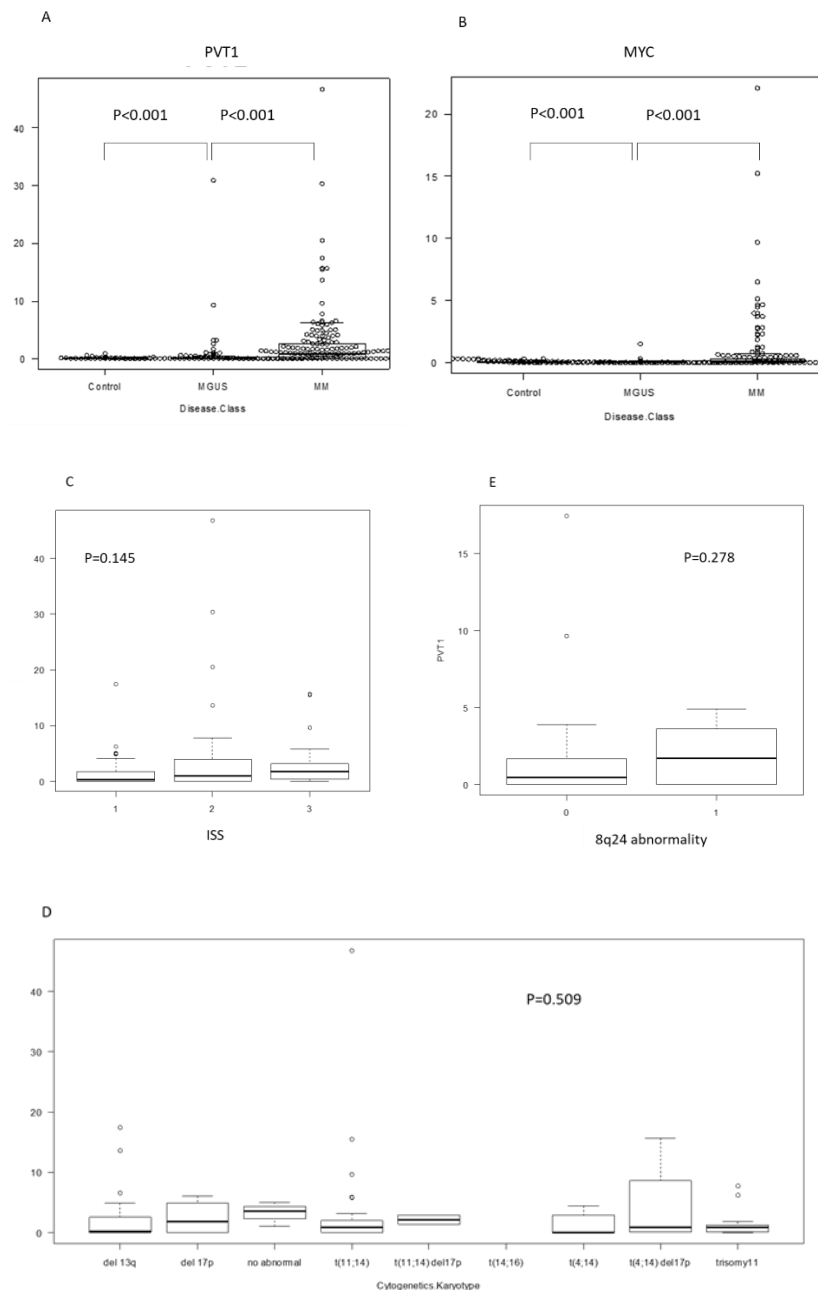 A
PVT1
P<0.001 P<0.001
40
30
20
10
0
Control MGUS MM
Disease.Class
B
MYC
P<0.001 P<0.001
20
15
10
5
0
Control MGUS MM
Disease.Class
C
P=0.145
40
30
20
10
0
1 2 3
ISS
E
P=0.278
PVT1
15
10
5
0
0 1
8q24 abnormality
D
P=0.509
40
30
20
10
0
del 13q del 17p no abnormal t(11;14) t(11;14) del17p t(14;16) t(4;14) t(4;14) del17p trisomy11
Cytogenetics.Karyotype